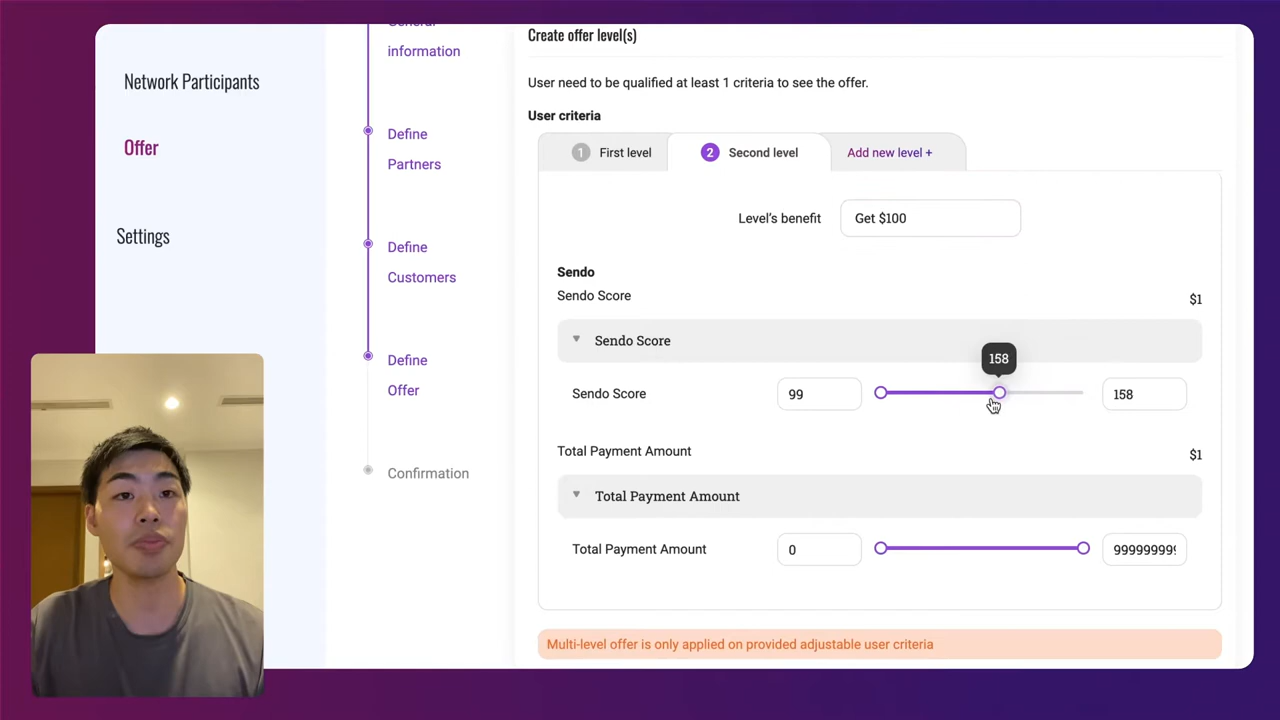 General
information
Define
Partners
Define
Customers
Define
Offer
Confirmation
Network Participants
Offer
Settings
Create offer level(s)
User need to be qualified at least 1 criteria to see the offer.
User criteria
1 First level
2 Second level
Add new level +
Level's benefit
Get $100
Sendo
Sendo Score
$1
Sendo Score
158
Sendo Score
99
158
Total Payment Amount
$1
Total Payment Amount
Total Payment Amount
0
Multi-level offer is only applied on provided adjustable user criteria